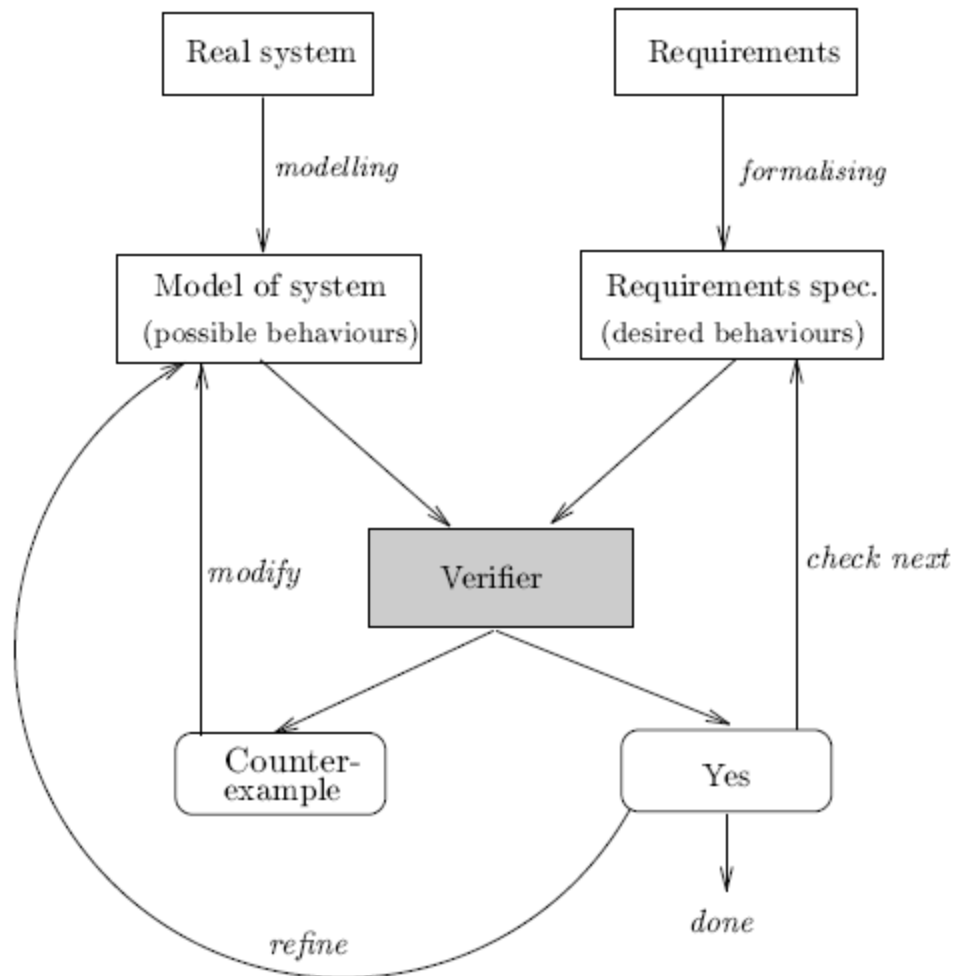 Real system
Requirements
modelling
formalising
Model of system
(possible behaviours)
Requirements spec.
(desired behaviours)
modify
Verifier
check next
Counter-
example
Yes
done
refine